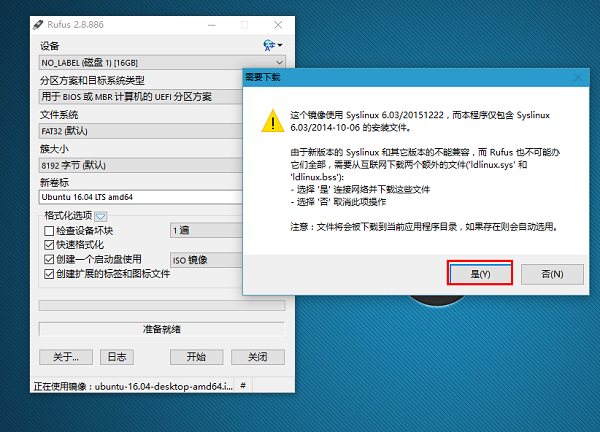 Rufus 2.8.886
设备
NO_LABEL (磁盘 1) [16GB]
分区方案和目标系统类型
用于 BIOS 或 MBR 计算机的 UEFI 分区方案
文件系统
FAT32 (默认)
簇大小
8192 字节 (默认)
新卷标
Ubuntu 16.04 LTS amd64
格式化选项
检查设备坏块
1 遍
快速格式化
创建一个启动盘使用
ISO 镜像
创建扩展的标签和图标文件
准备就绪
关于...
日志
开始
关闭
正在使用镜像：ubuntu-16.04-desktop-amd64.i...
#
需要下载
这个镜像使用 Syslinux 6.03/20151222，而本程序仅包含 Syslinux
6.03/2014-10-06 的安装文件。
由于新版本的 Syslinux 和其它版本的不能兼容，而 Rufus 也不可能办
它们全部，需要从互联网下载两个额外的文件('ldlinux.sys' 和
'ldlinux.bss')：
- 选择 '是' 连接网络并下载这些文件
- 选择 '否' 取消此项操作
注意：文件将会被下载到当前应用程序目录，如果存在则会自动选用。
是(Y)
否(N)